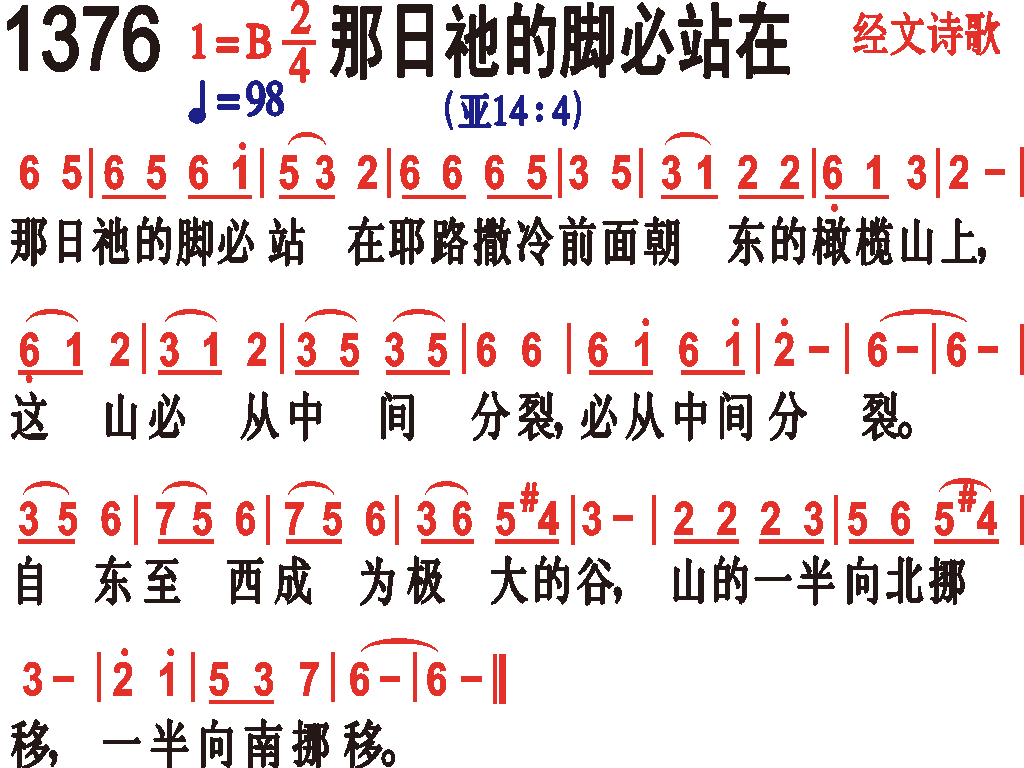 1376 1=B 2/4 那日祂的脚必站在 经文诗歌
♩=98 (亚14:4)
6 5|6 5 6 i|5 3 2|6 6 6 5|3 5|3 1 2 2|6 1 3|2 -|
那日祂的脚必站 在耶路撒冷前面朝 东的橄榄山上,
6 1 2|3 1 2|3 5 3 5|6 6|6 i 6 i|2 -|6 -|6 -|
这 山必 从中 间 分裂,必从中间分 裂。
3 5 6|7 5 6|7 5 6|3 6 5 #4|3 -|2 2 2 3|5 6 5 #4|
自 东至 西成 为极 大的谷, 山的一半向北挪
3 -|2 i|5 3 7|6 -|6 -‖
移, 一半向南挪移。